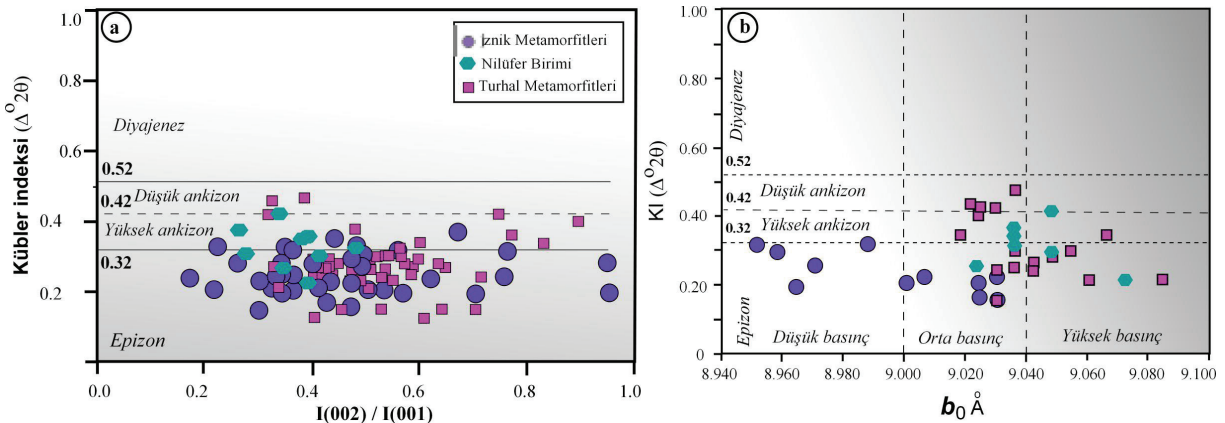 a
Kübler indeksi (Δ°2θ)
1.0
0.8
0.6
0.4
0.2
0.0
0.0
0.2
0.4
0.6
0.8
1.0
I(002) / I(001)
iznik Metamorfitleri
Nilüfer Birimi
Turhal Metamorfitleri
Diyajenez
0.52
0.42
Düşük ankizon
Yüksek ankizon
0.32
Epizon
b
KI (Δ°2θ)
1.00
0.80
0.60
0.40
0.20
0
8.940
8.960
8.980
9.000
9.020
9.040
9.060
9.080
9.100
b0 Å
Diyajenez
0.52
0.42
Düşük ankizon
Yüksek ankizon
0.32
Epizon
Düşük basınç
Orta basınç
Yüksek basınç